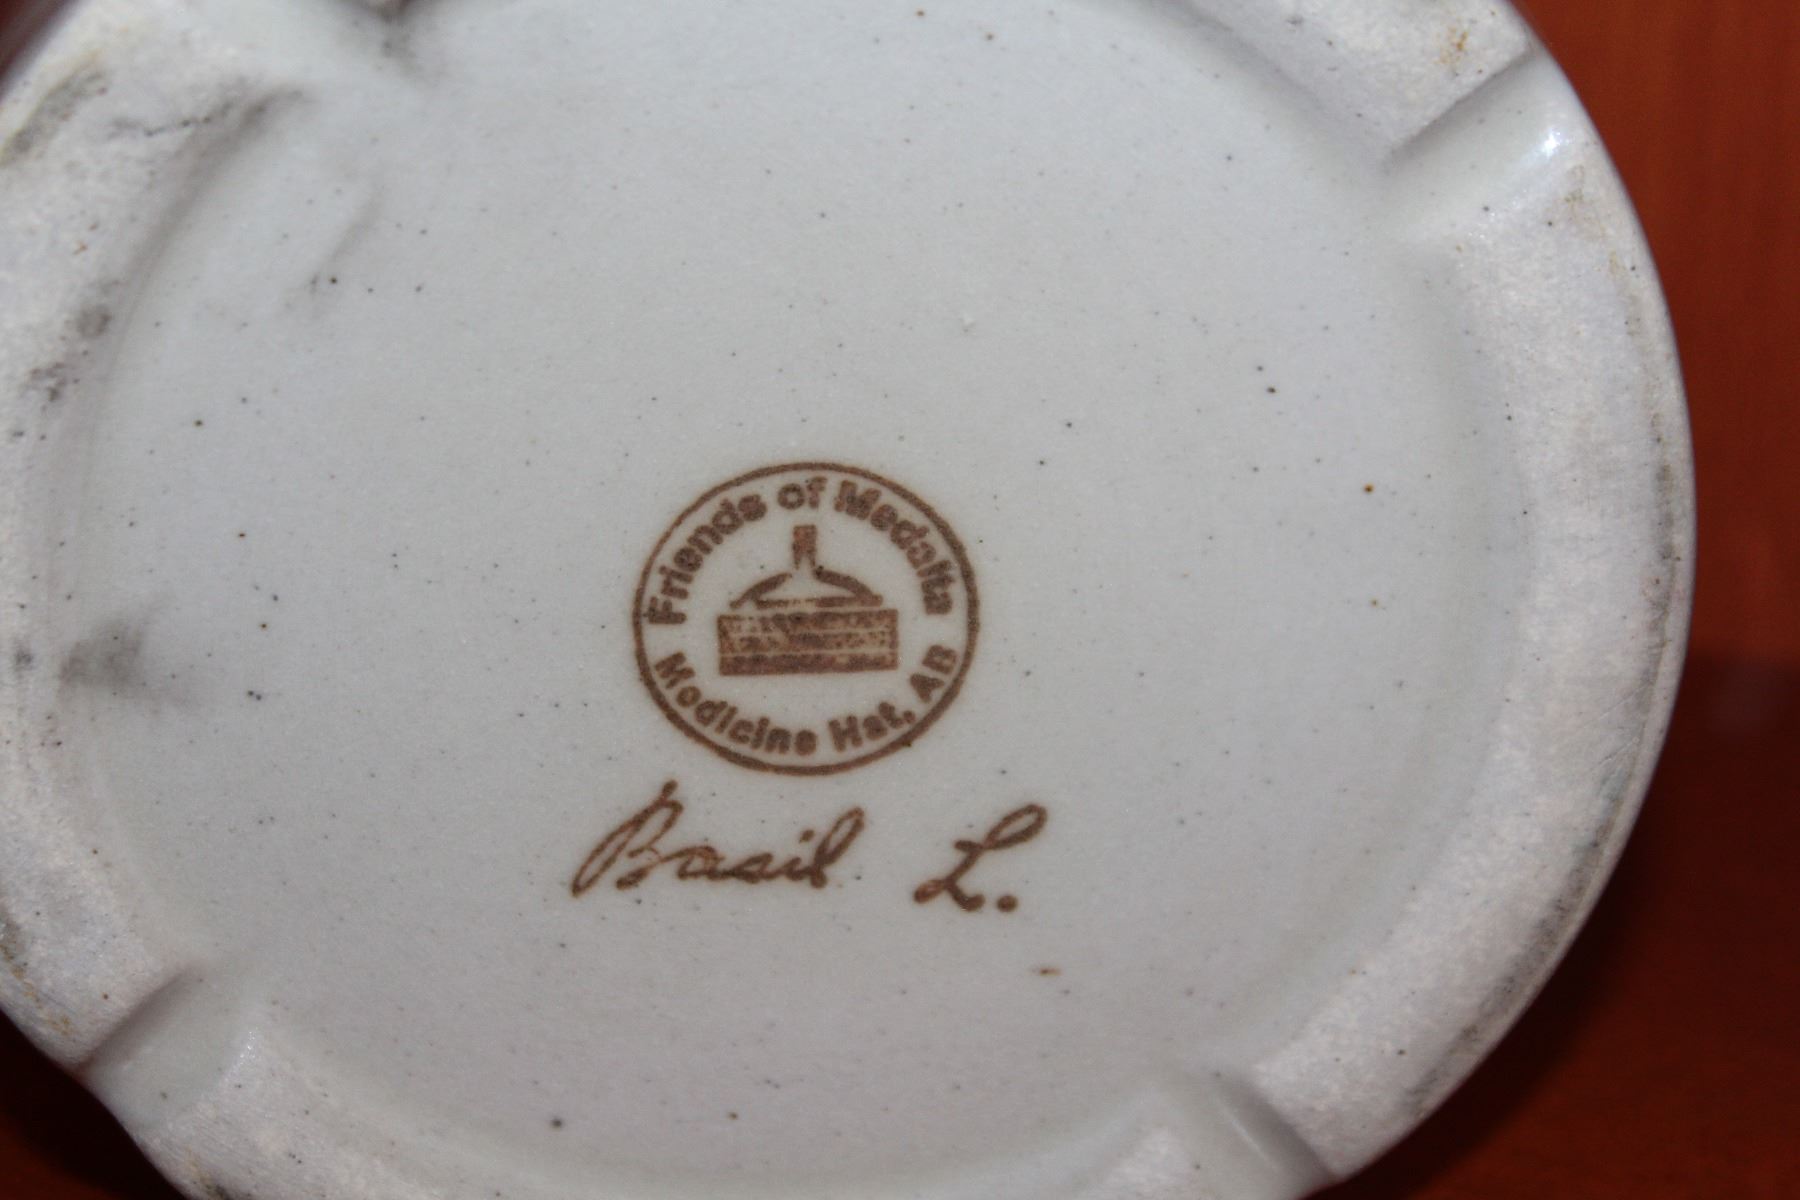 Friends of Medalta
Medicine Hat, AB
Basil L.